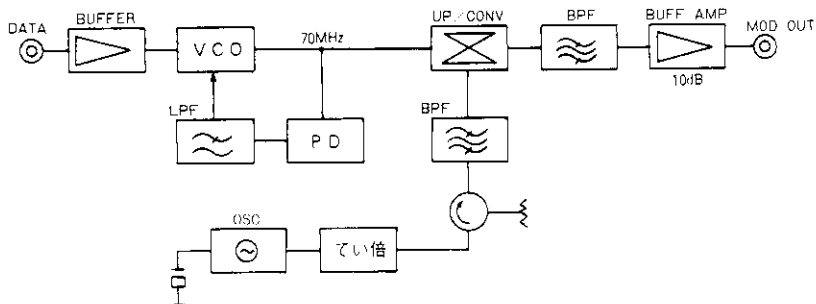 DATA
BUFFER
VCO
70MHz
UP/CONV
BPF
BUFF AMP
MOD OUT
10dB
LPF
PD
BPF
OSC
てい倍